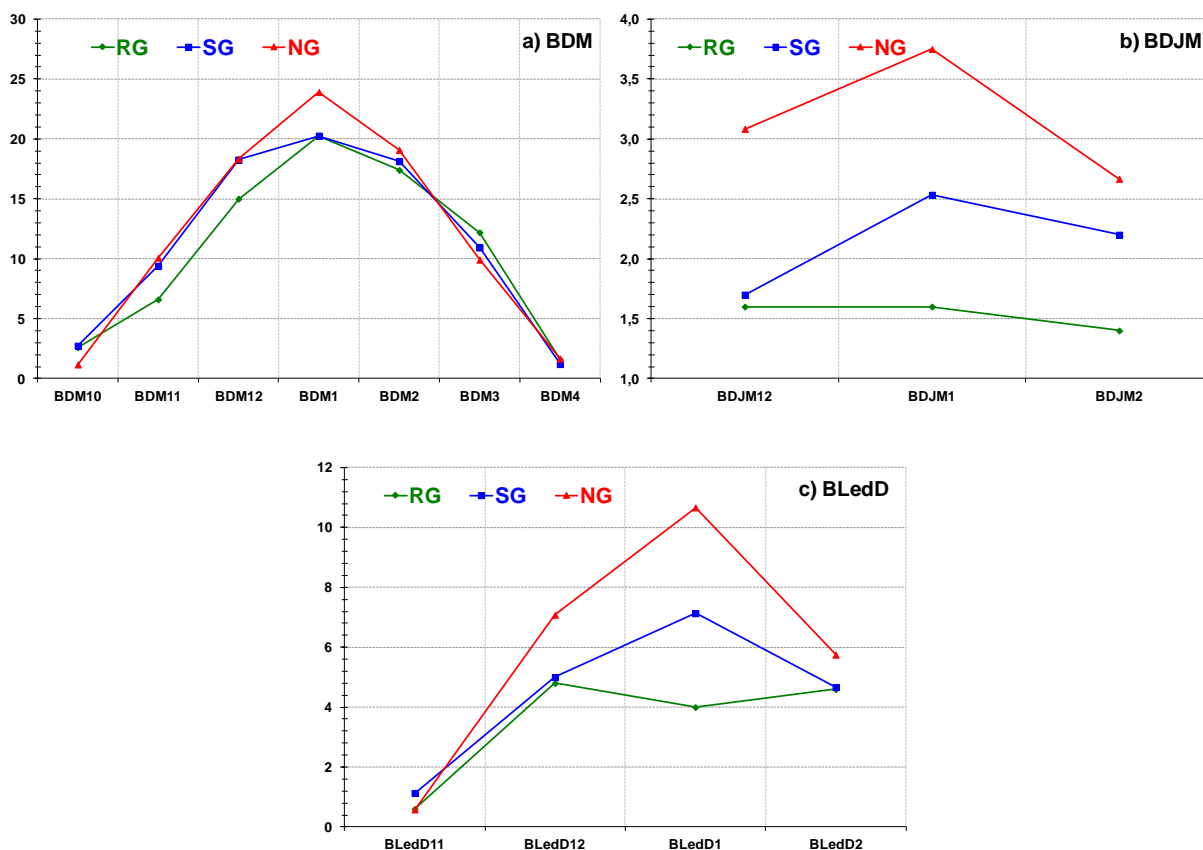 RG SG NG
a) BDM
30
25
20
15
10
5
0
BDM10 BDM11 BDM12 BDM1 BDM2 BDM3 BDM4
RG SG NG
b) BDJM
4,0
3,5
3,0
2,5
2,0
1,5
1,0
BDJM12 BDJM1 BDJM2
RG SG NG
c) BLedD
12
10
8
6
4
2
0
BLedD11 BLedD12 BLedD1 BLedD2